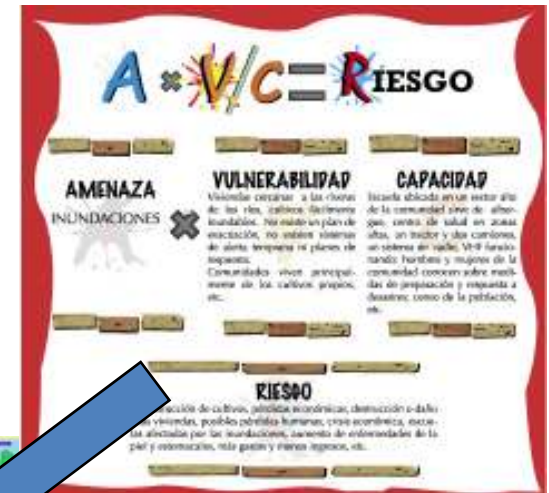 A × V/C = RIESGO
AMENAZA
INUNDACIONES
×
VULNERABILIDAD
Viviendas cercanas a las riveras
de los ríos, cultivos fácilmente
inundables. No existe un plan de
evacuación, no existen sistemas
de alerta temprana ni planes de
respuesta.
Comunidades viven principal-
mente de los cultivos propios,
etc.
CAPACIDAD
Escuela ubicada en un sector alto
de la comunidad sirve de alber-
gue, centro de salud en zonas
altas, un tractor y dos camiones,
un sistema de radio VHF funcio-
nando hombres y mujeres de la
comunidad conocen sobre medi-
das de preparación y respuesta a
desastres; censo de la población,
etc.
RIESGO
de cultivos, pérdidas económicas, destrucción o daño
viviendas, posibles pérdidas humanas, crisis económica, escue-
las afectadas por las inundaciones, aumento de enfermedades de la
piel y estomacales, más gastos y menos ingresos, etc.